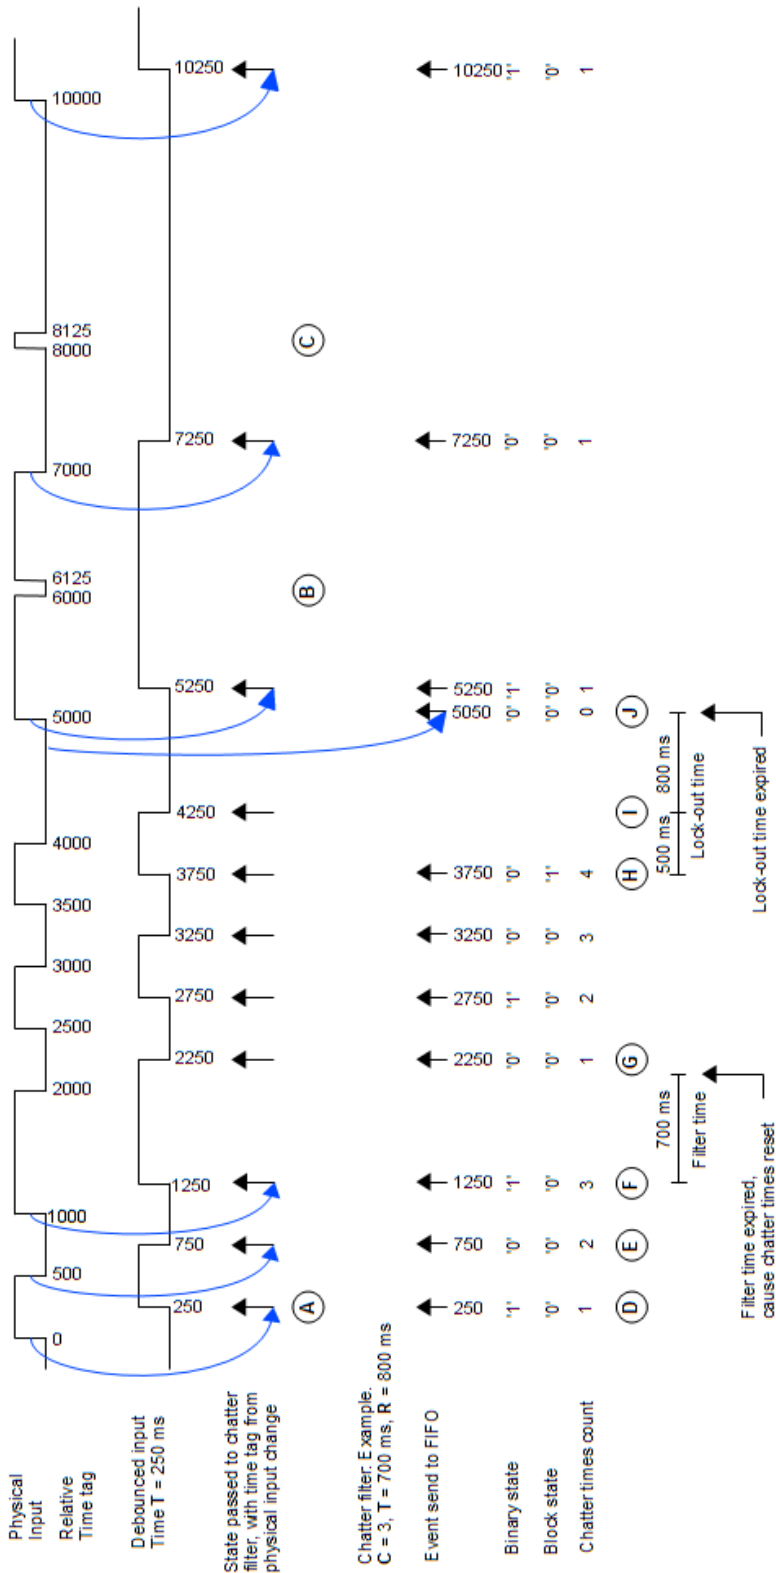 Physical
Input
Relative
Time tag
0 500 1000 2000 2500 3000 3500 4000 5000 6000 6125 7000 8000 8125 10000
Debounced input
Time T = 250 ms
250 750 1250 2250 2750 3250 3750 4250 5250 7250 10250
State passed to chatter
filter, with time tag from
physical input change
A B C
Chatter filter. Example.
C = 3, T = 700 ms, R = 800 ms
Event send to FIFO
250 750 1250 2250 2750 3250 3750 5050 5250 7250 10250
Binary state
'1' '0' '1' '0' '1' '0' '0' '0' '1' '0' '1'
Block state
'0' '0' '0' '0' '0' '0' '1' '0' '0' '0' '0'
Chatter times count
1 2 3 1 2 3 4 0 1 1 1
D E F G H I J
700 ms 500 ms 800 ms
Filter time
Lock-out time
Filter time expired,
cause chatter times reset
Lock-out time expired